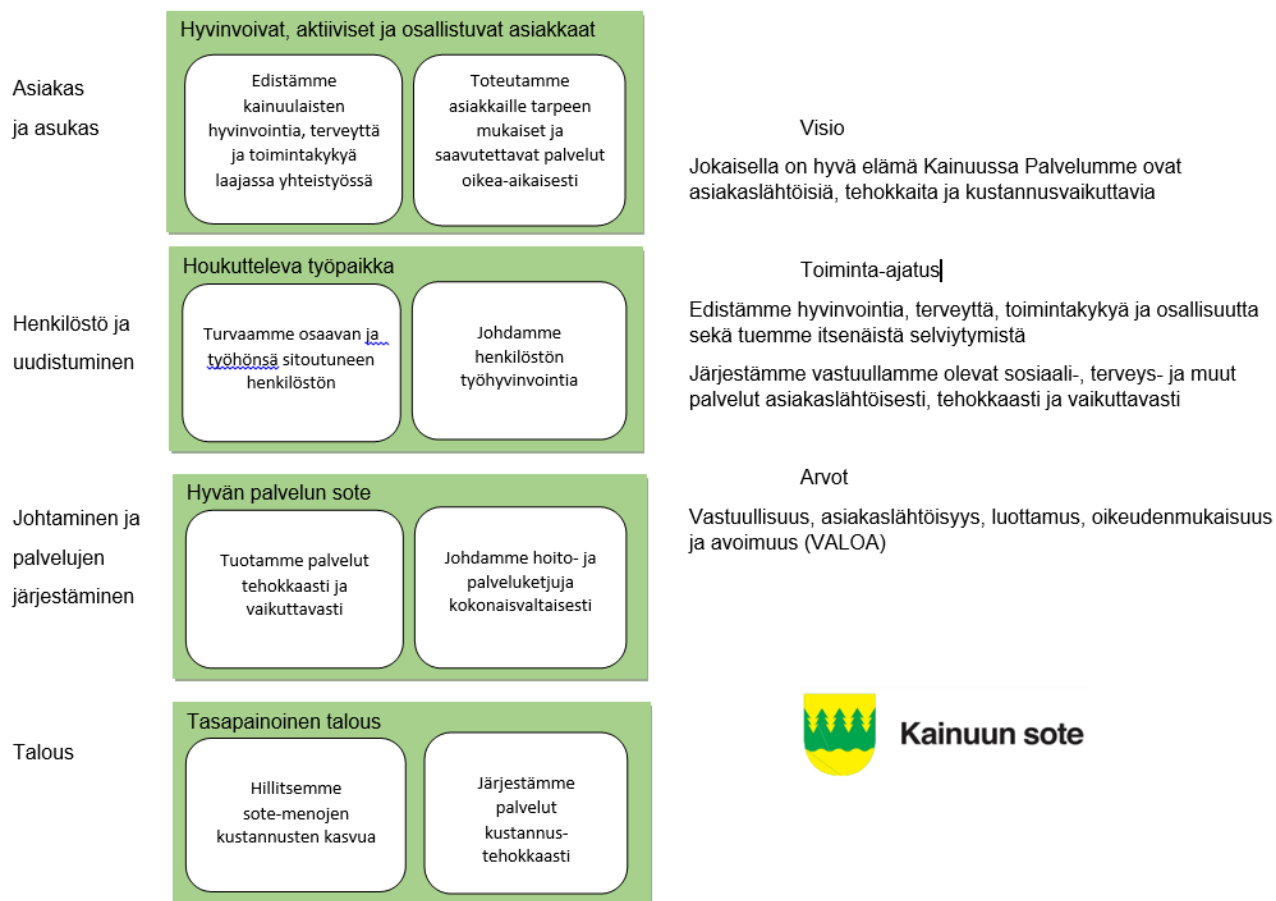 Hyvinvoivat, aktiiviset ja osallistuvat asiakkaat
Asiakas
ja asukas
Edistämme
kainuulaisten
hyvinvointia, terveyttä
ja toimintakykyä
laajassa yhteistyössä
Toteutamme
asiakkaille tarpeen
mukaiset ja
saavutettavat palvelut
oikea-aikaisesti
Houkutteleva työpaikka
Henkilöstö ja
uudistuminen
Turvaamme osaavan ja
työhönsä sitoutuneen
henkilöstön
Johdamme
henkilöstön
työhyvinvointia
Hyvän palvelun sote
Johtaminen ja
palvelujen
järjestäminen
Tuotamme palvelut
tehokkaasti ja
vaikuttavasti
Johdamme hoito- ja
palveluketjuja
kokonaisvaltaisesti
Tasapainoinen talous
Talous
Hillitsemme
sote-menojen
kustannusten kasvua
Järjestämme
palvelut
kustannus-
tehokkaasti
Visio
Jokaisella on hyvä elämä Kainuussa Palvelumme ovat
asiakaslähtöisiä, tehokkaita ja kustannusvaikuttavia
Toiminta-ajatus
Edistämme hyvinvointia, terveyttä, toimintakykyä ja osallisuutta
sekä tuemme itsenäistä selviytymistä
Järjestämme vastuullamme olevat sosiaali-, terveys- ja muut
palvelut asiakaslähtöisesti, tehokkaasti ja vaikuttavasti
Arvot
Vastuullisuus, asiakaslähtöisyys, luottamus, oikeudenmukaisuus
ja avoimuus (VALOA)
Kainuun sote